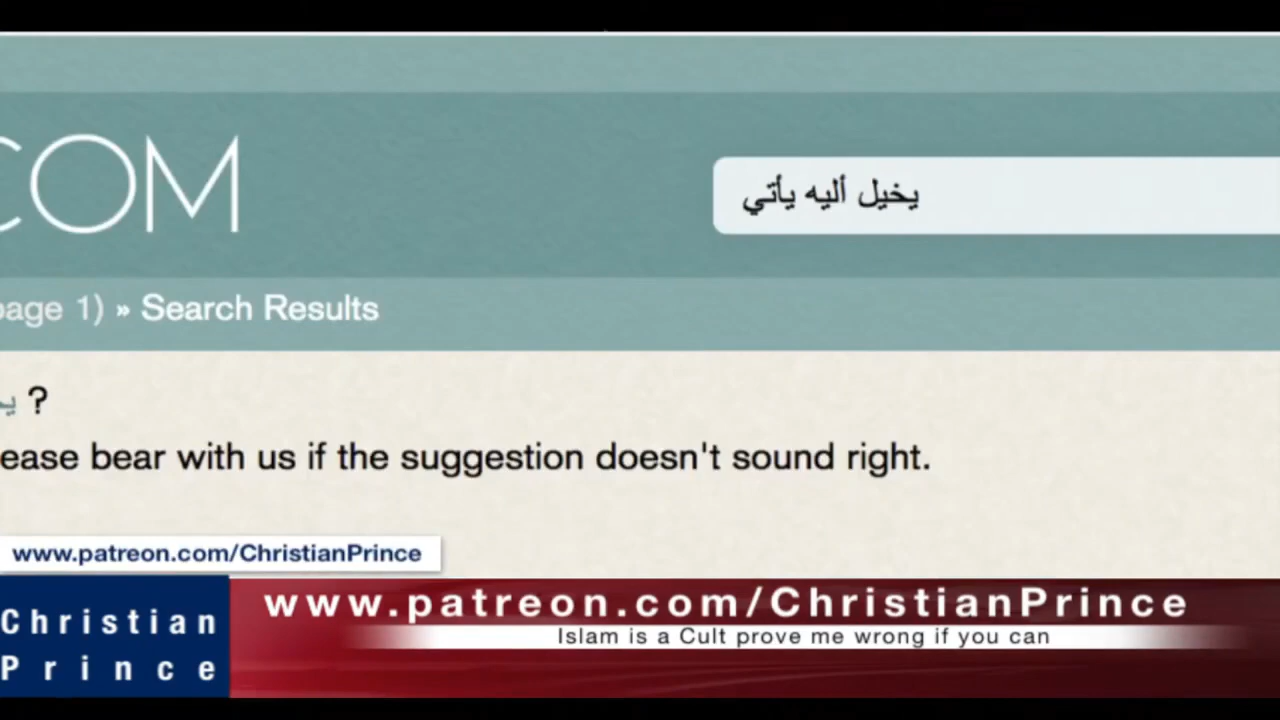 COM
يخيل أليه يأتي
page 1) » Search Results
?
ease bear with us if the suggestion doesn't sound right.
www.patreon.com/ChristianPrince
Christian
Prince
www.patreon.com/ChristianPrince
Islam is a Cult prove me wrong if you can